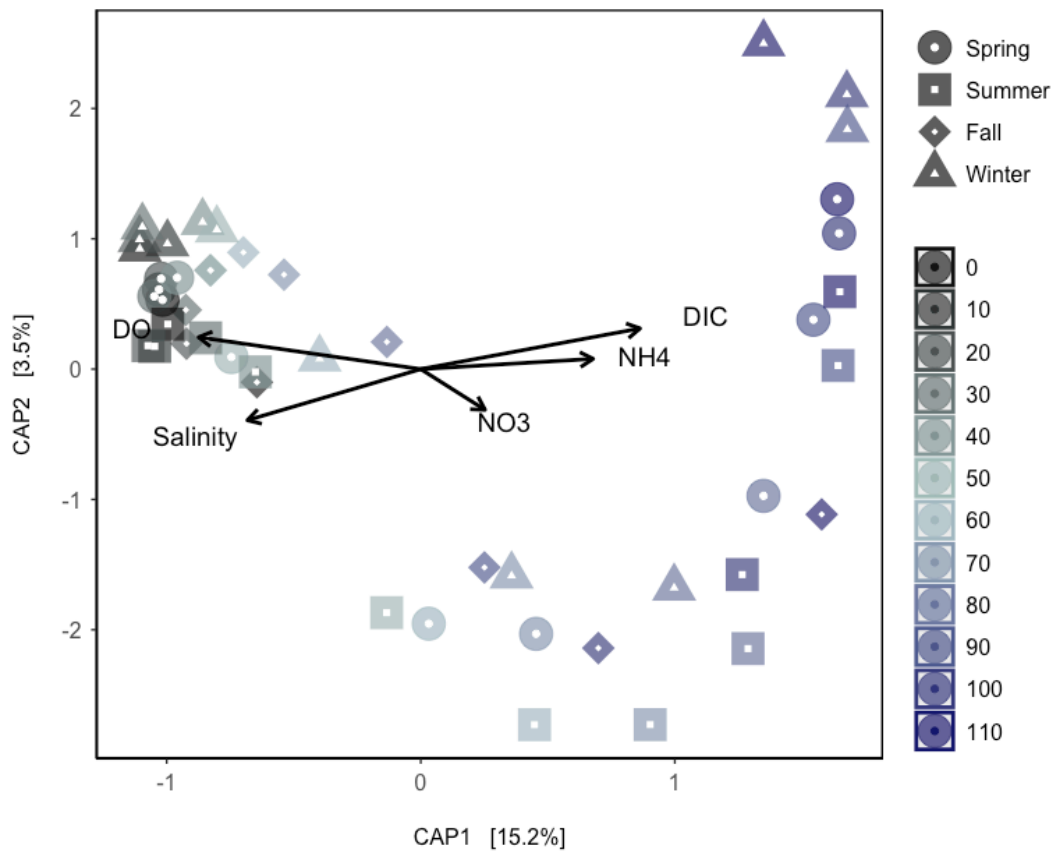 CAP2 [3.5%]
2
1
0
-1
-2
DO
DIC
NH4
NO3
Salinity
-1 0 1
CAP1 [15.2%]
Spring
Summer
Fall
Winter
0
10
20
30
40
50
60
70
80
90
100
110